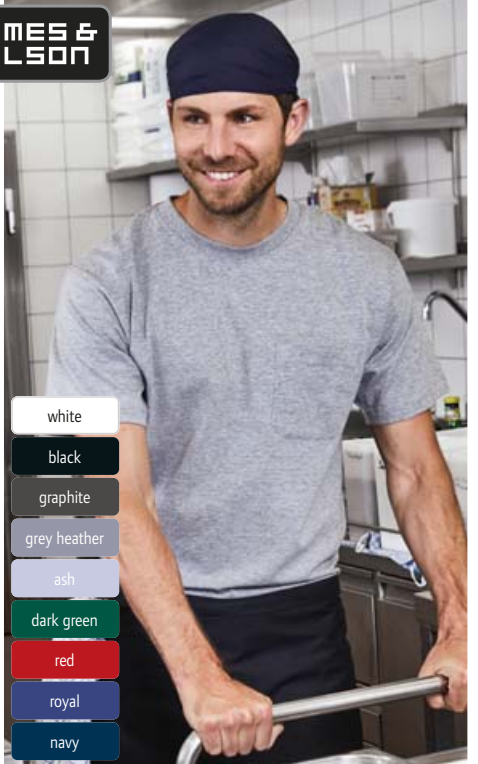 MES &
LSON
white
black
graphite
grey heather
ash
dark green
red
royal
navy